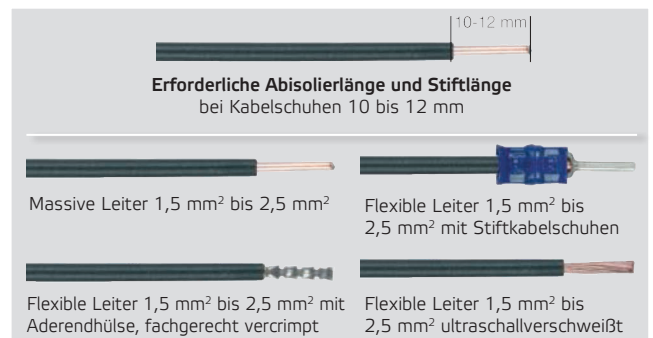 10-12 mm
Erforderliche Abisolierlänge und Stiftlänge
bei Kabelschuhen 10 bis 12 mm
Massive Leiter 1,5 mm² bis 2,5 mm²
Flexible Leiter 1,5 mm² bis
2,5 mm² mit Stiftkabelschuhen
Flexible Leiter 1,5 mm² bis 2,5 mm² mit
Aderendhülse, fachgerecht vercrimpt
Flexible Leiter 1,5 mm² bis
2,5 mm² ultraschallverschweißt